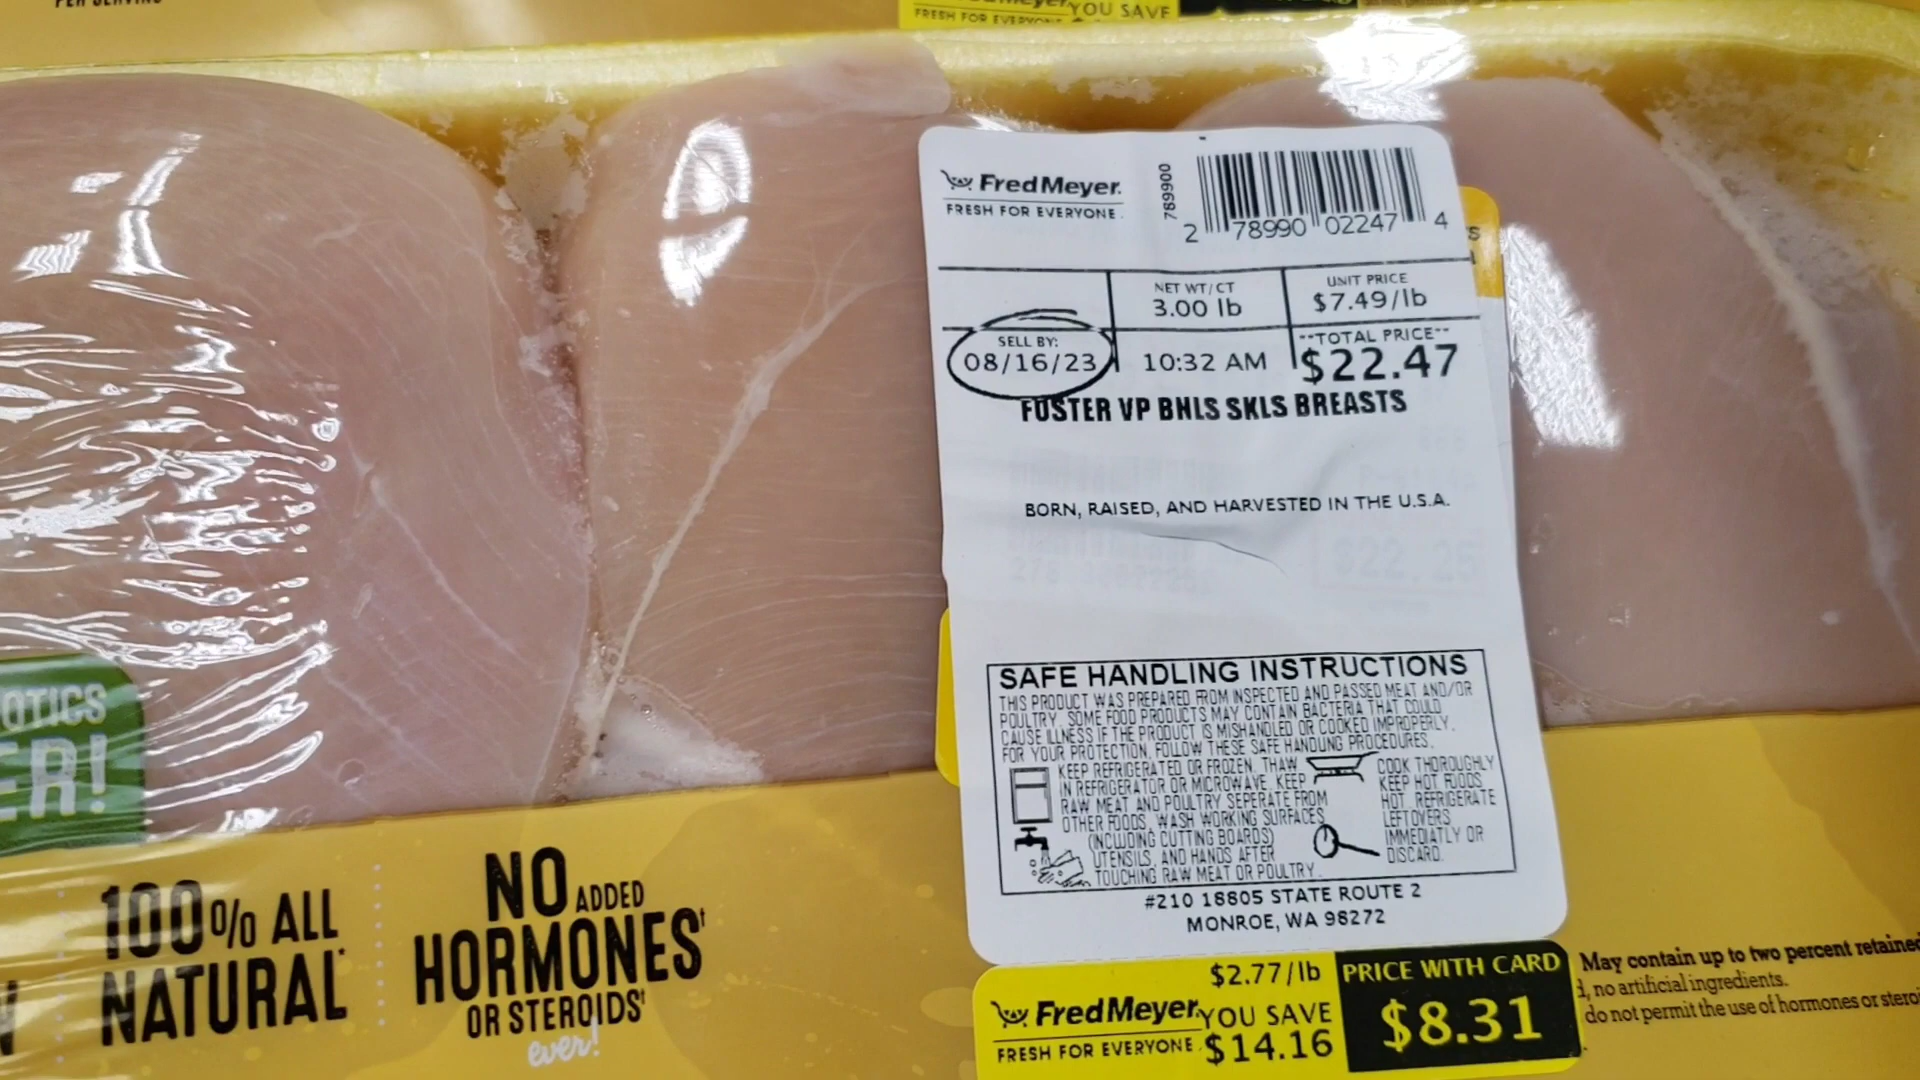 YOU SAVE
FRESH FOR EVERYONE
FredMeyer.
FRESH FOR EVERYONE.
789900
2 78990 02247 4
NET WT/CT
3.00 lb
UNIT PRICE
$7.49/lb
SELL BY:
08/16/23
10:32 AM
**TOTAL PRICE**
$22.47
FOSTER VP BNLS SKLS BREASTS
BORN, RAISED, AND HARVESTED IN THE U.S.A.
$22.25
SAFE HANDLING INSTRUCTIONS
THIS PRODUCT WAS PREPARED FROM INSPECTED AND PASSED MEAT AND/OR
POULTRY. SOME FOOD PRODUCTS MAY CONTAIN BACTERIA THAT COULD
CAUSE ILLNESS IF THE PRODUCT IS MISHANDLED OR COOKED IMPROPERLY.
FOR YOUR PROTECTION, FOLLOW THESE SAFE HANDLING PROCEDURES.
KEEP REFRIGERATED OR FROZEN. THAW
IN REFRIGERATOR OR MICROWAVE. KEEP
RAW MEAT AND POULTRY SEPERATE FROM
OTHER FOODS. WASH WORKING SURFACES
(INCLUDING CUTTING BOARDS)
UTENSILS, AND HANDS AFTER
TOUCHING RAW MEAT OR POULTRY.
COOK THOROUGHLY
KEEP HOT FOODS
HOT. REFRIGERATE
LEFTOVERS
IMMEDIATLY OR
DISCARD.
#210 18805 STATE ROUTE 2
MONROE, WA 98272
FredMeyer.
FRESH FOR EVERYONE.
$2.77/lb
YOU SAVE
$14.16
PRICE WITH CARD
$8.31
OTICS
ER!
100% ALL
NATURAL*
NO ADDED
HORMONES†
OR STEROIDS†
ever!
May contain up to two percent retained
, no artificial ingredients.
do not permit the use of hormones or steroi